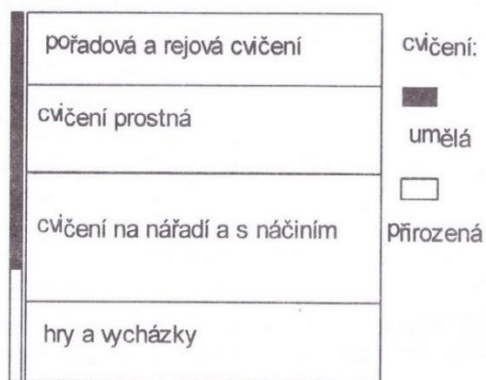 pořadová a rejová cvičení
cvičení prostná
cvičení na nářadí a s náčiním
hry a vycházky
cvičení:
umělá
přirozená